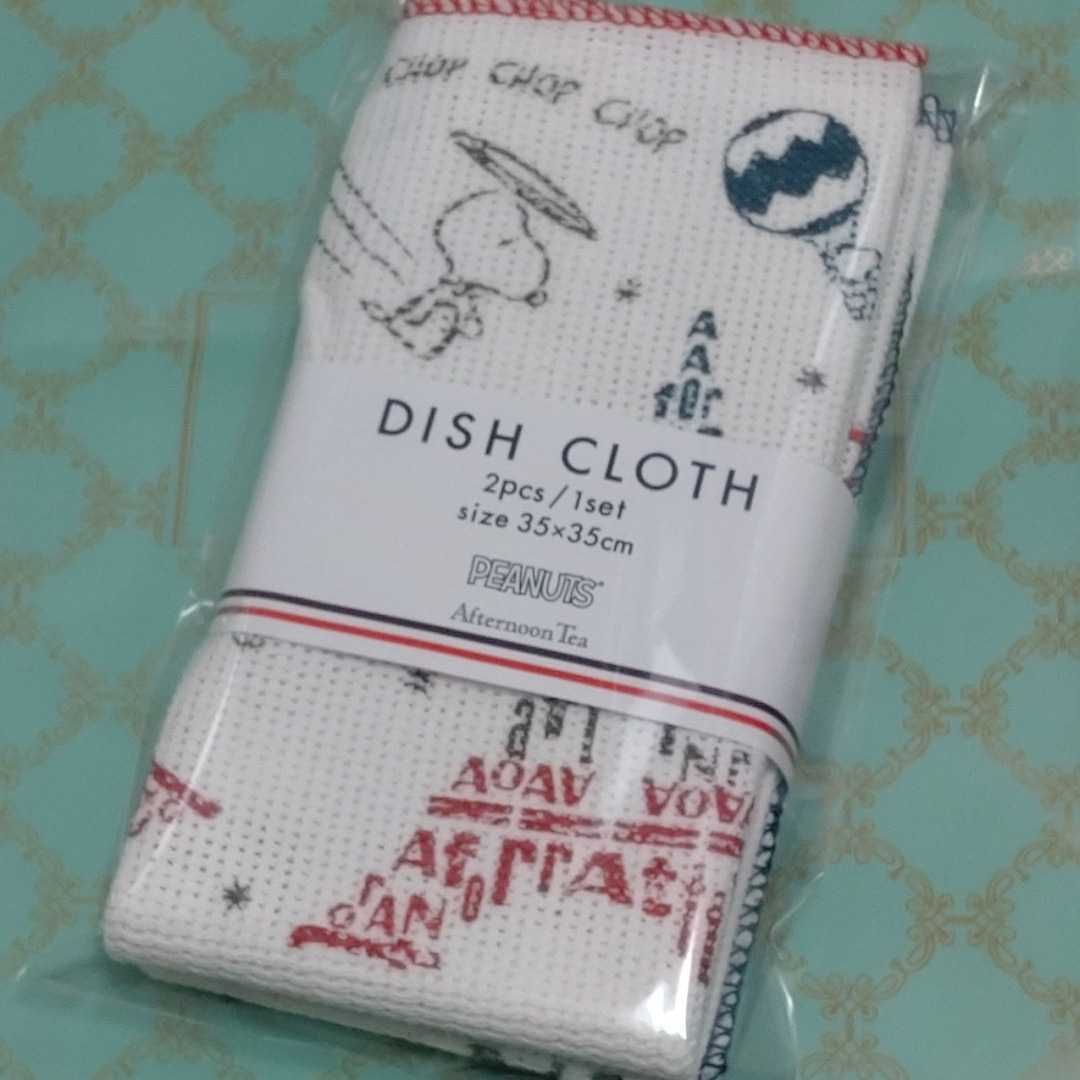 CHOP CHOP CHOP
DISH CLOTH
2pcs/1set
size 35×35cm
PEANUTS
Afternoon Tea